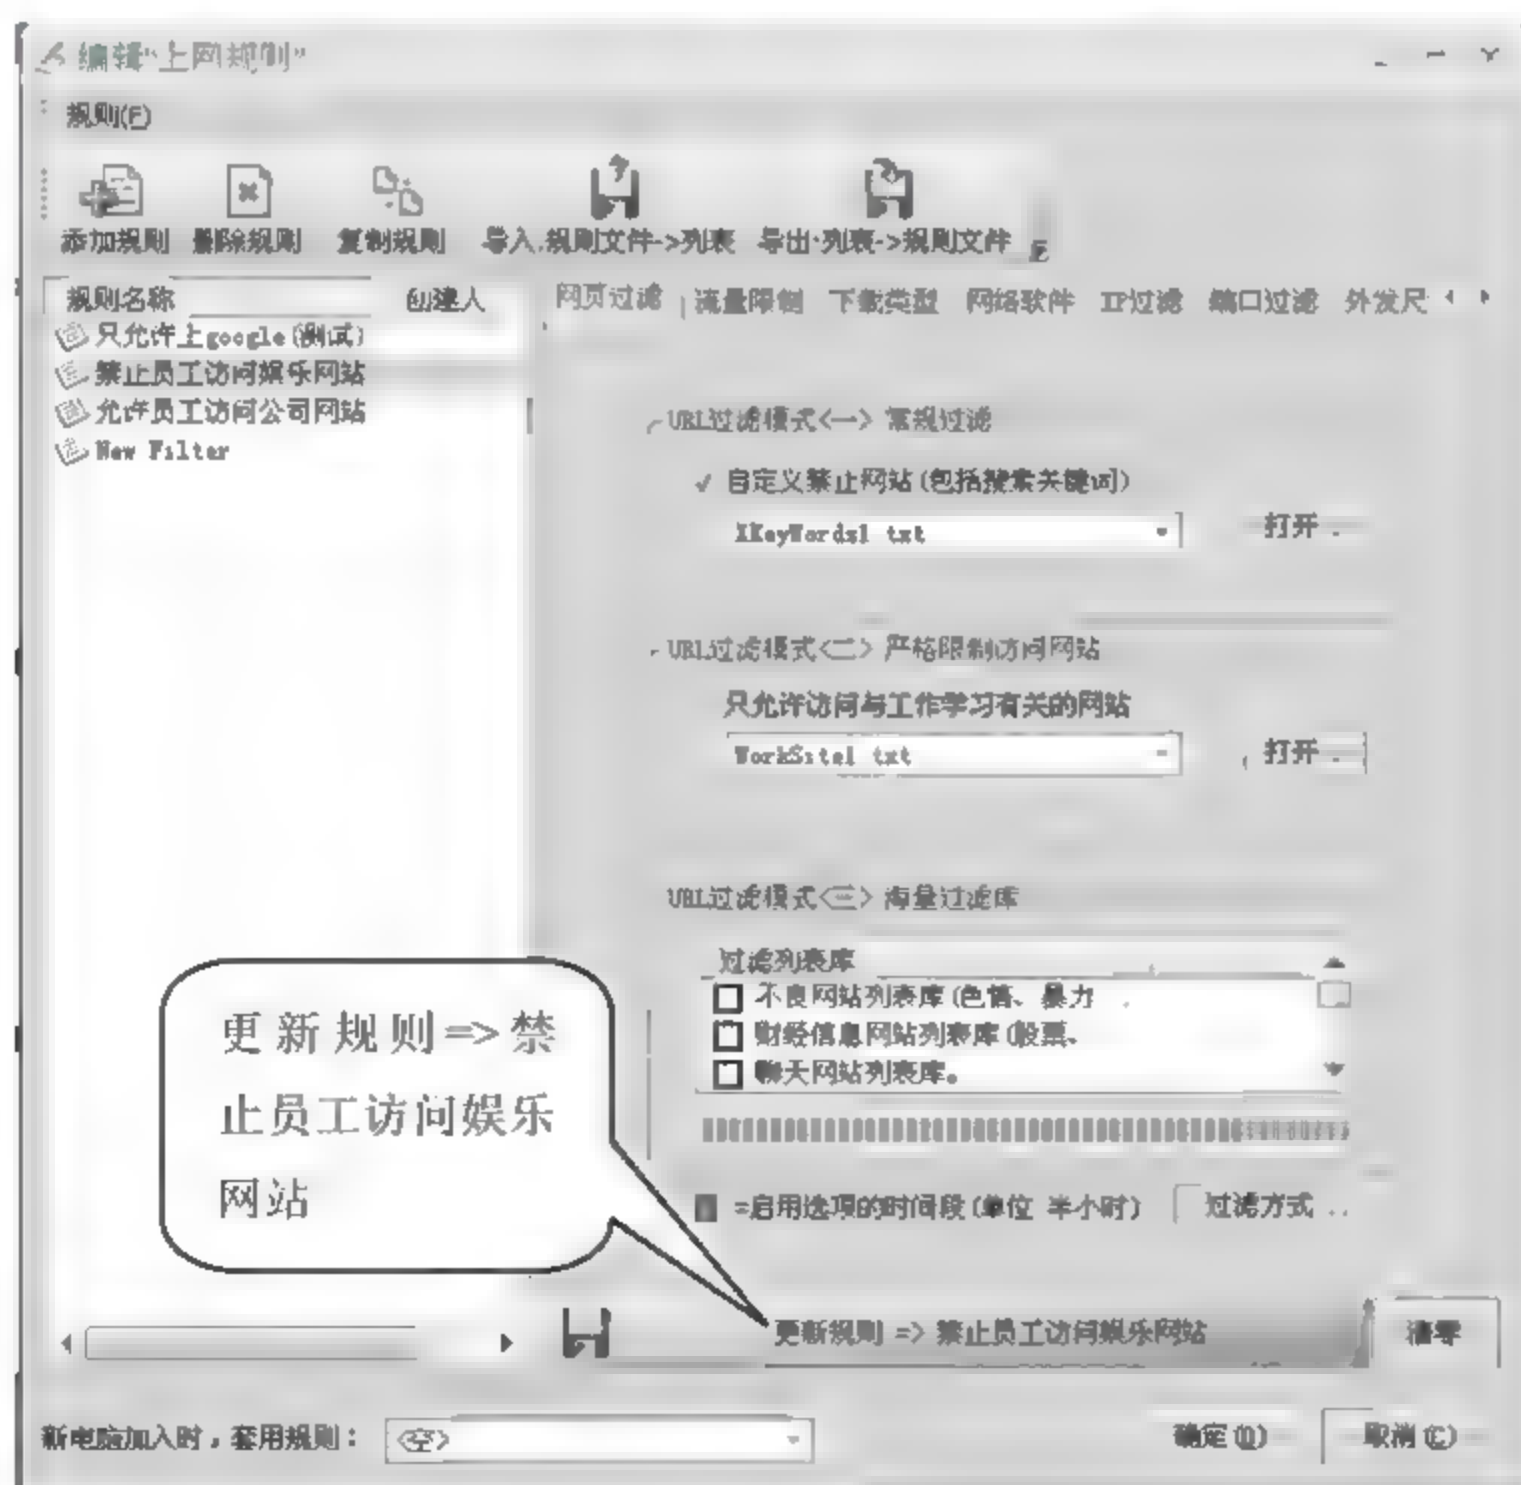 编辑“上网规则”
规则(F)
添加规则 删除规则 复制规则 导入.规则文件->列表 导出.列表->规则文件
规则名称 创建人
网页过滤 流量限制 下载类型 网络软件 IP过滤 端口过滤 外发尺
只允许上google(测试)
禁止员工访问娱乐网站
允许员工访问公司网站
New Filter
URL过滤模式<一> 常规过滤
自定义禁止网站(包括搜索关键词)
XKeyWords1 txt 打开 .
URL过滤模式<二> 严格限制访问网站
只允许访问与工作学习有关的网站
WorkSite1 txt 打开 .
URL过滤模式<三> 海量过滤库
过滤列表库
不良网站列表库(色情、暴力
财经信息网站列表库(股票、
聊天网站列表库。
=启用选项的时间段(单位 半小时) 过滤方式 ..
更新规则=>禁
止员工访问娱乐
网站
更新规则 => 禁止员工访问娱乐网站 清零
新电脑加入时，套用规则： <空> 确定(O) 取消(C)